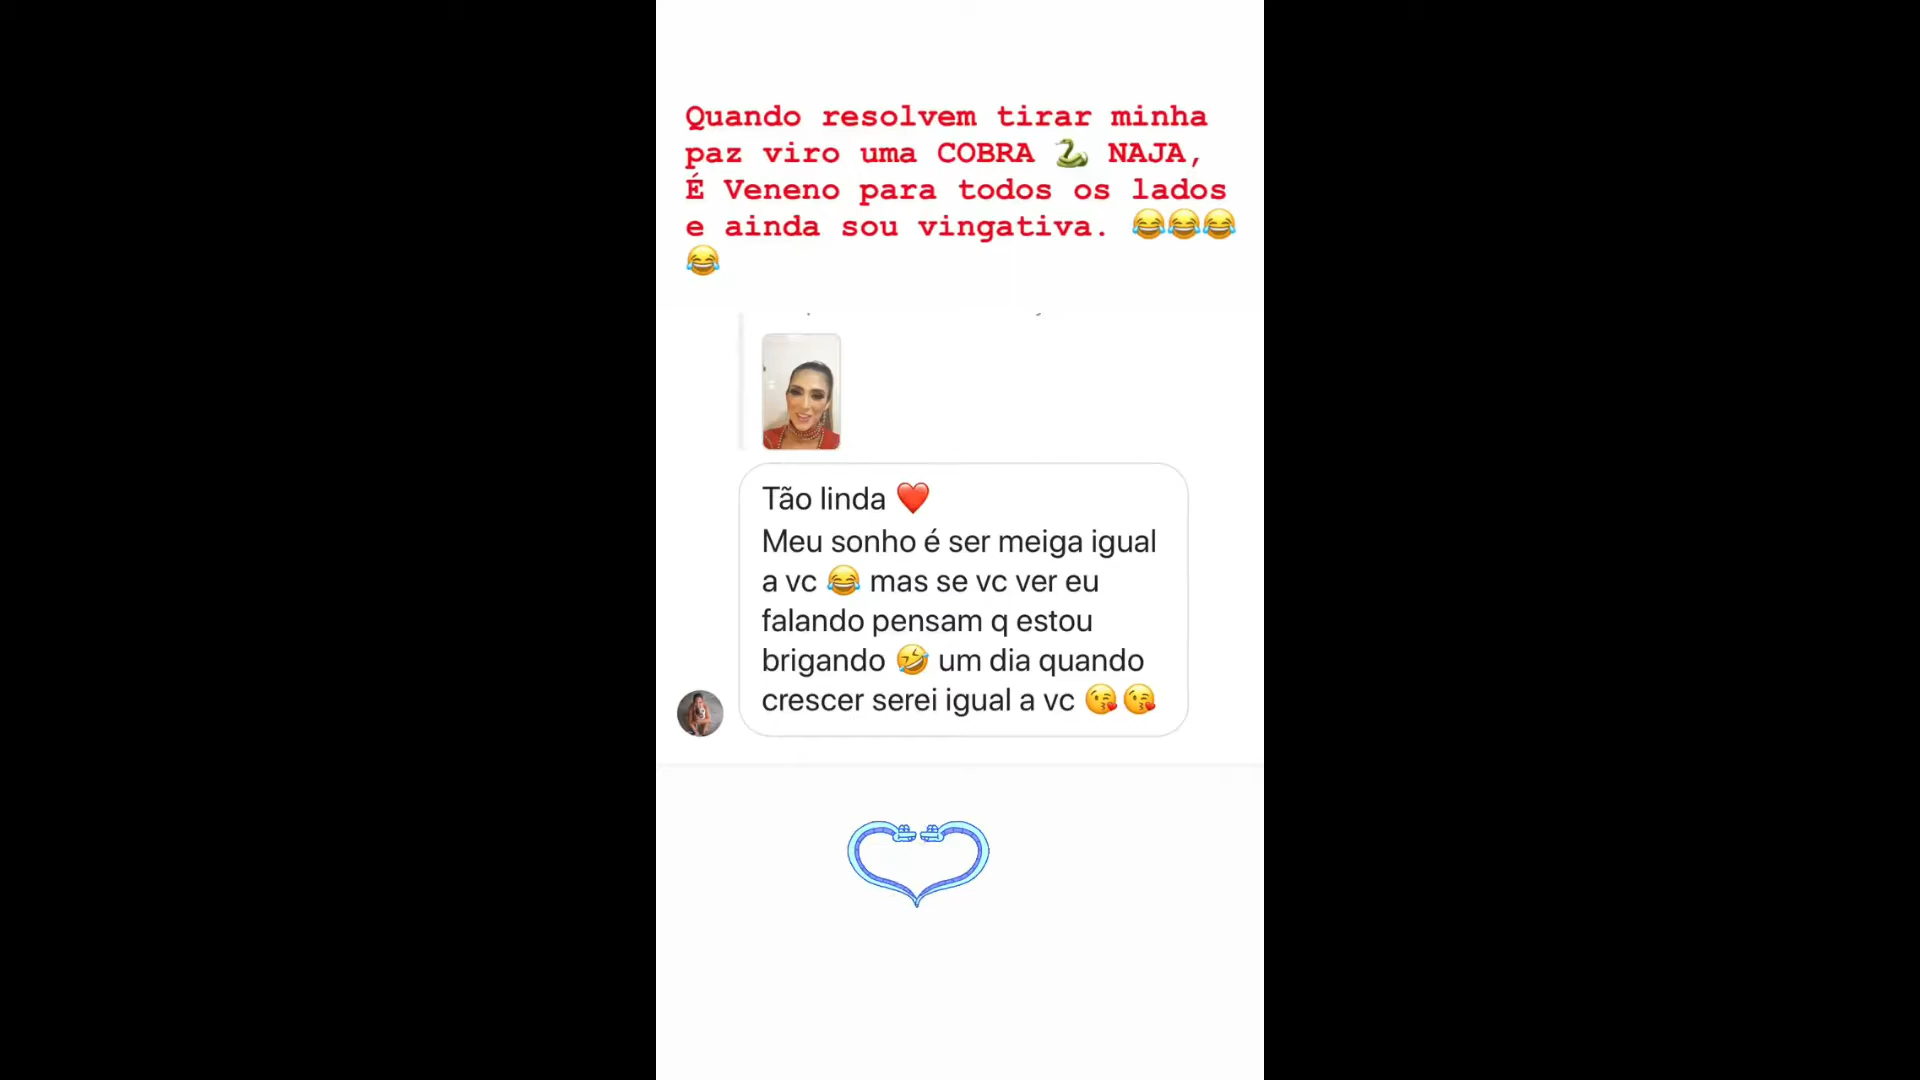 Quando resolvem tirar minha
paz viro uma COBRA 🐍 NAJA,
É Veneno para todos os lados
e ainda sou vingativa. 😂😂😂
😂
Tão linda ❤️
Meu sonho é ser meiga igual
a vc 😂 mas se vc ver eu
falando pensam q estou
brigando 🤣 um dia quando
crescer serei igual a vc 😘😘